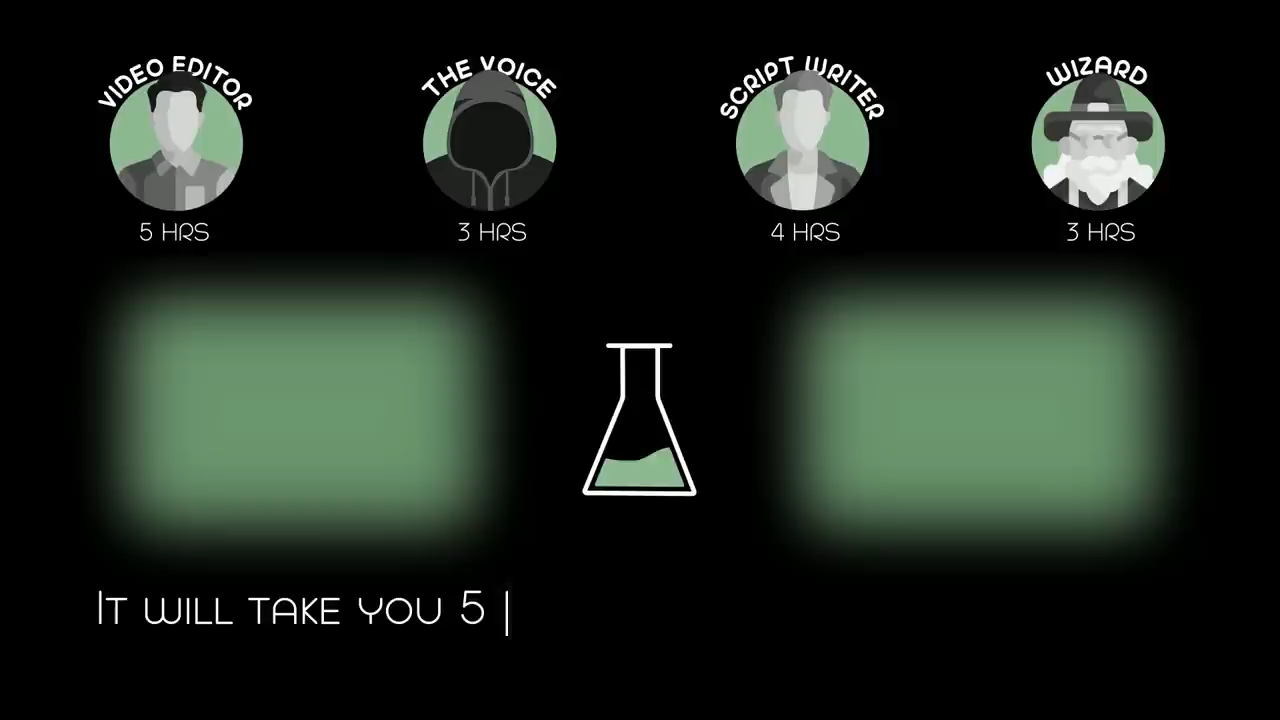 VIDEO EDITOR
THE VOICE
SCRIPT WRITER
WIZARD
5 HRS
3 HRS
4 HRS
3 HRS
It will take you 5